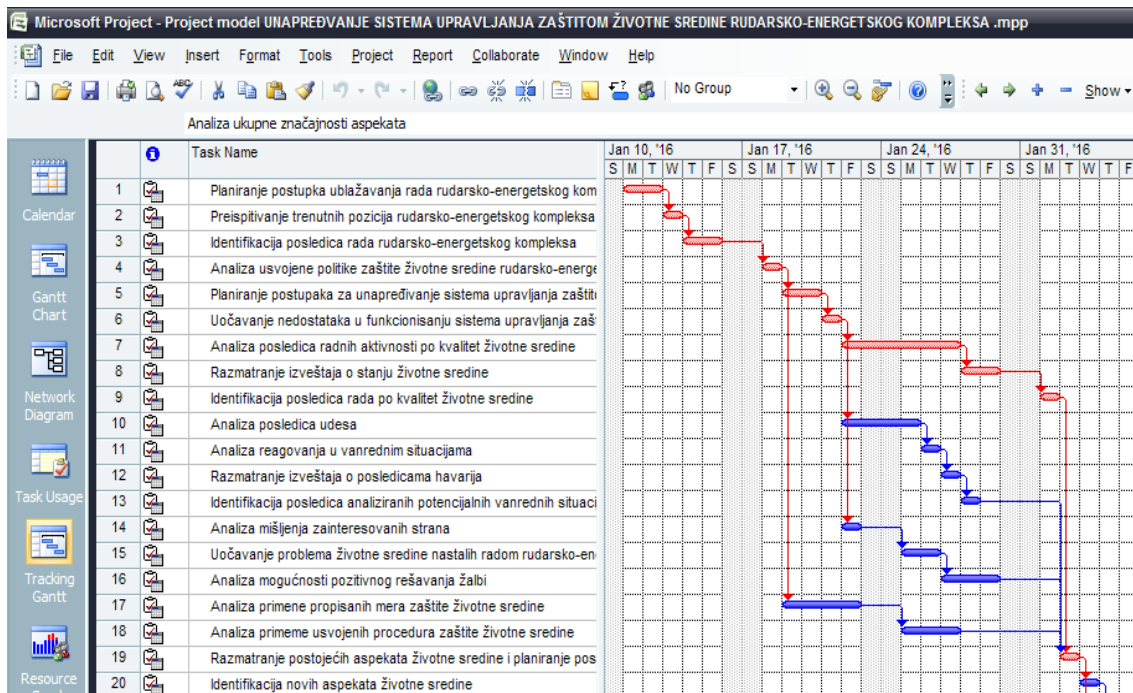 Microsoft Project - Project model UNAPREĐVANJE SISTEMA UPRAVLJANJA ZAŠTITOM ŽIVOTNE SREDINE RUDARSKO-ENERGETSKOG KOMPLEKSA .mpp
File Edit View Insert Format Tools Project Report Collaborate Window Help
ABC No Group Show
Analiza ukupne značajnosti aspekata
Task Name Jan 10, '16 Jan 17, '16 Jan 24, '16 Jan 31, '16
S M T W T F S S M T W T F S S M T W T F S S M T W T F
1 Planiranje postupka ublažavanja rada rudarsko-energetskog kom
Calendar 2 Preispitivanje trenutnih pozicija rudarsko-energetskog kompleksa
3 Identifikacija posledica rada rudarsko-energetskog kompleksa
4 Analiza usvojene politike zaštite životne sredine rudarsko-energe
Gantt Chart 5 Planiranje postupaka za unapređivanje sistema upravljanja zaštit
6 Uočavanje nedostataka u funkcionisanju sistema upravljanja zaš
7 Analiza posledica radnih aktivnosti po kvalitet životne sredine
8 Razmatranje izveštaja o stanju životne sredine
Network Diagram 9 Identifikacija posledica rada po kvalitet životne sredine
10 Analiza posledica udesa
11 Analiza reagovanja u vanrednim situacijama
12 Razmatranje izveštaja o posledicama havarija
Task Usage 13 Identifikacija posledica analiziranih potencijalnih vanrednih situaci
14 Analiza mišljenja zainteresovanih strana
15 Uočavanje problema životne sredine nastalih radom rudarsko-en
Tracking Gantt 16 Analiza mogućnosti pozitivnog rešavanja žalbi
17 Analiza primene propisanih mera zaštite životne sredine
18 Analiza primeme usvojenih procedura zaštite životne sredine
19 Razmatranje postojećih aspekata životne sredine i planiranje pos
Resource 20 Identifikacija novih aspekata životne sredine